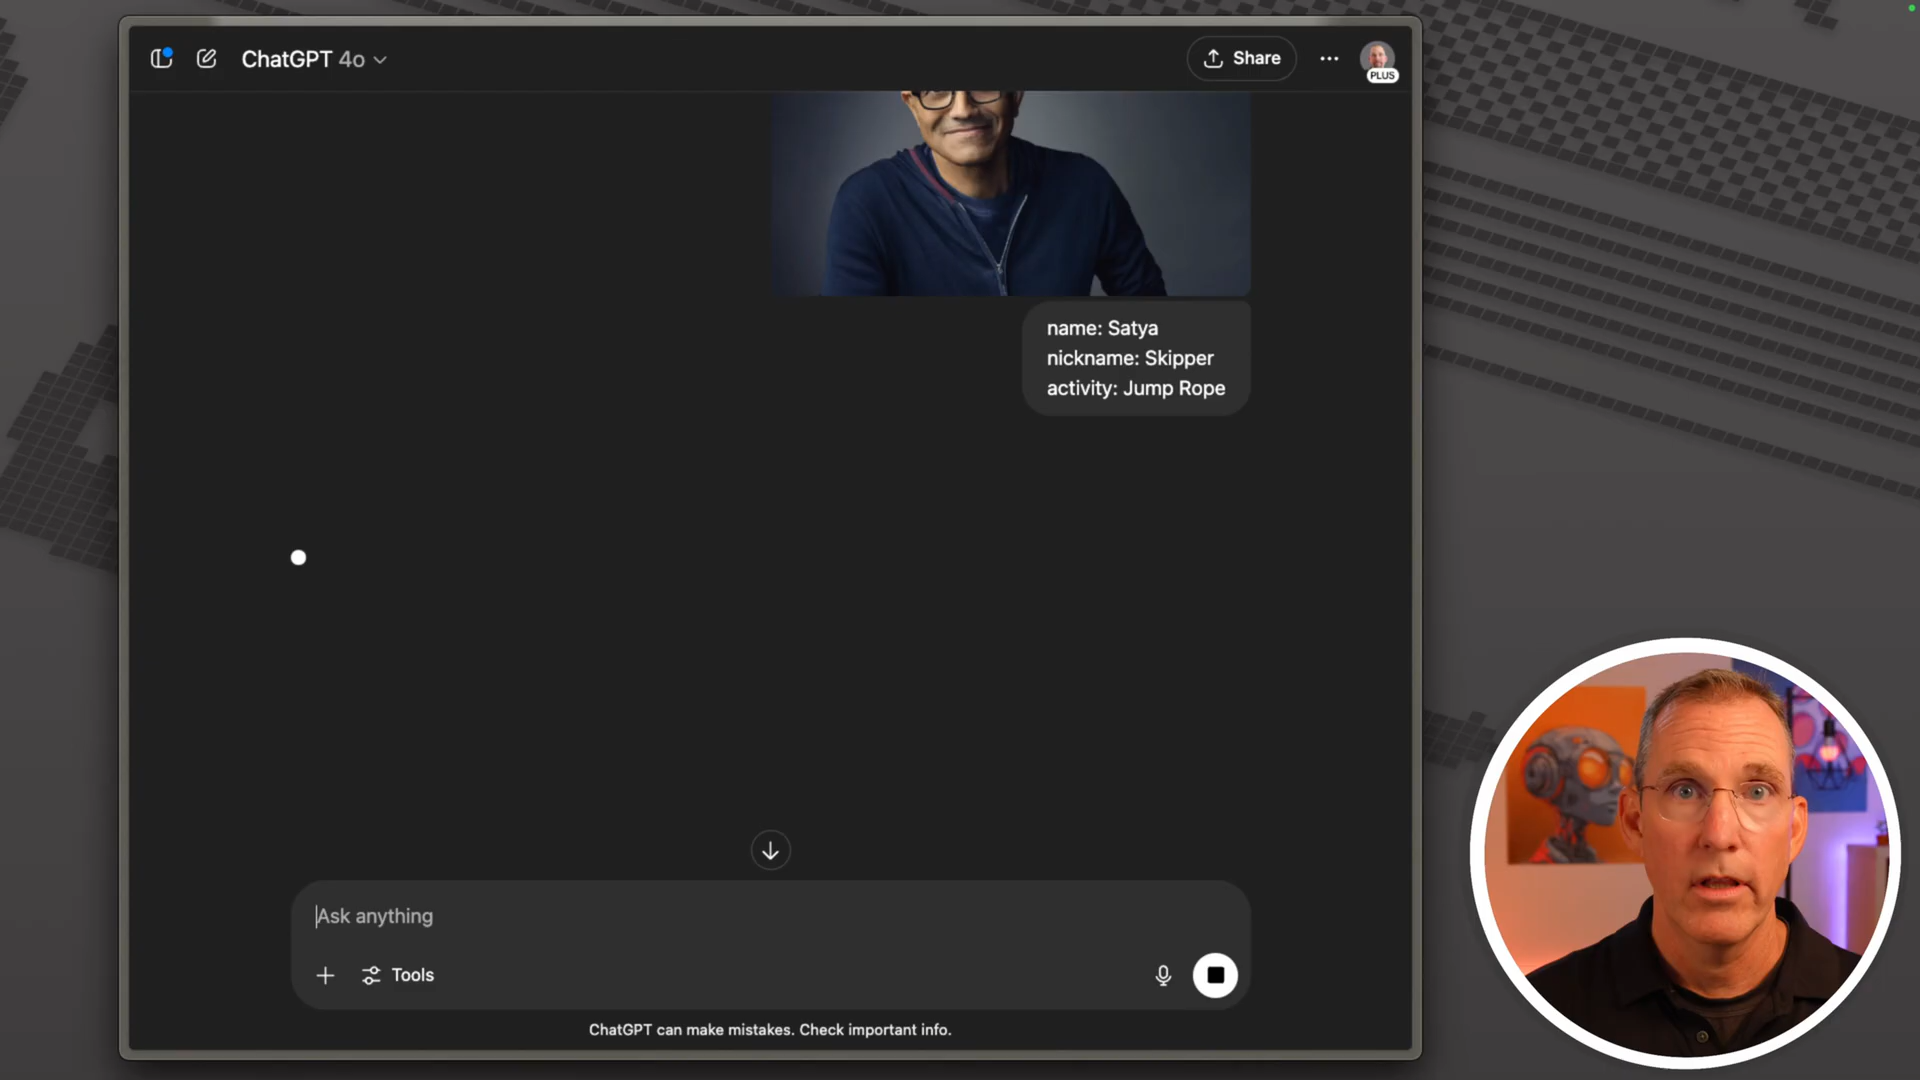 ChatGPT 4o
Share
PLUS
name: Satya
nickname: Skipper
activity: Jump Rope
Ask anything
Tools
ChatGPT can make mistakes. Check important info.